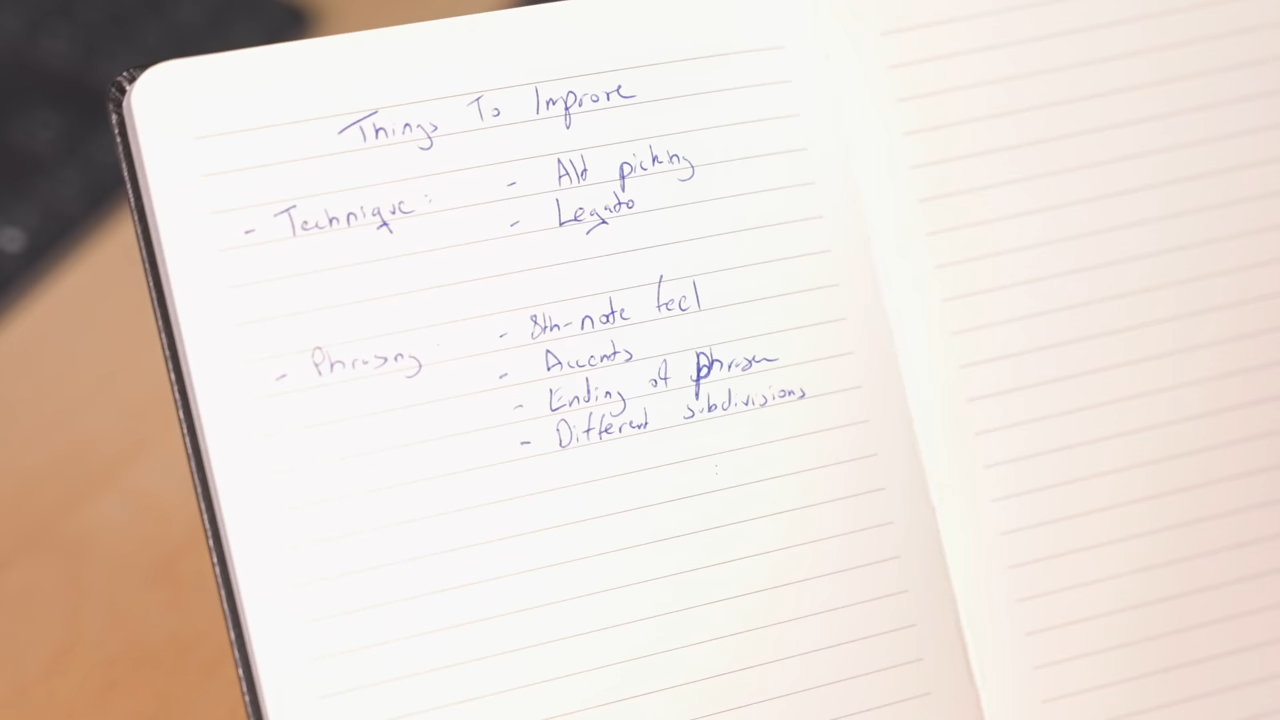 Things To Improve
- Technique: - Alt picking
- Legato
- Phrasing - 8th-note feel
- Accents
- Ending of phrase
- Different subdivisions